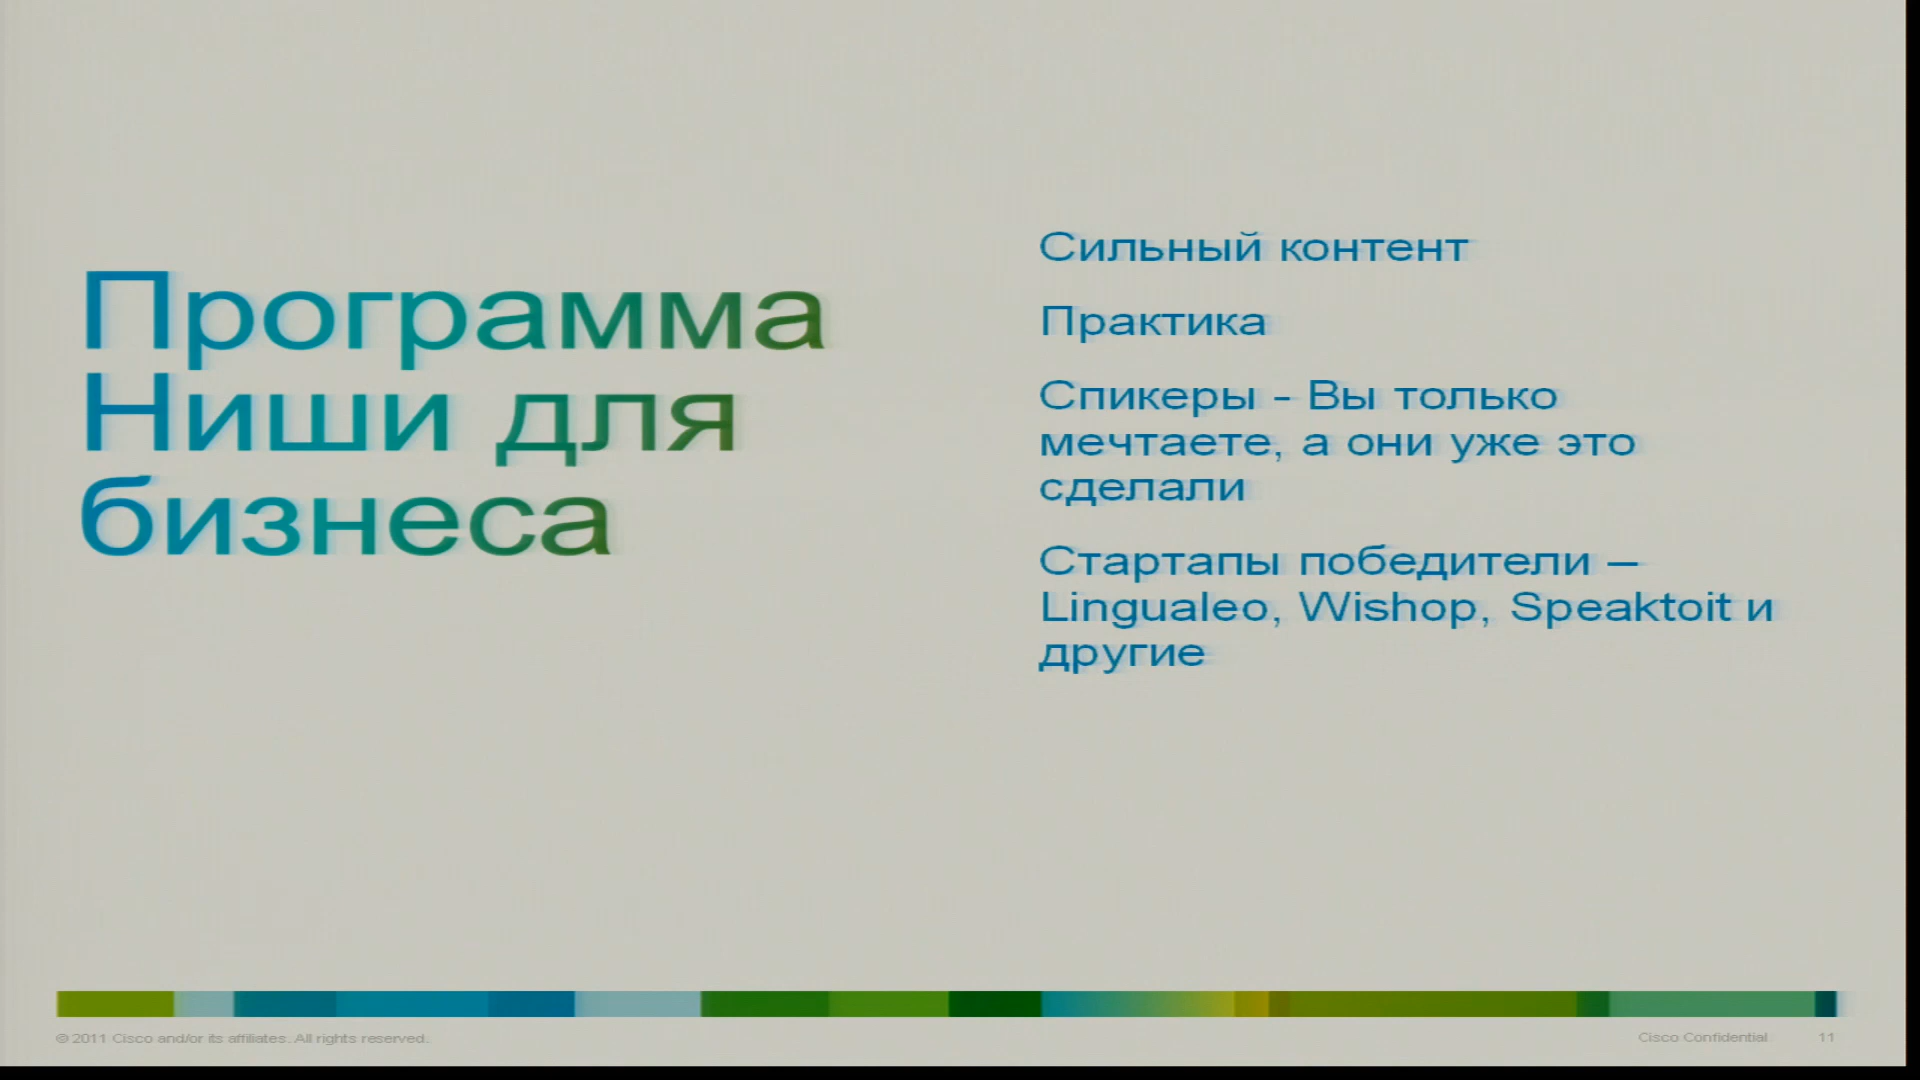 Программа
Ниши для
бизнеса
Сильный контент
Практика
Спикеры - Вы только
мечтаете, а они уже это
сделали
Стартапы победители –
Lingualeo, Wishop, Speaktoit и
другие
© 2011 Cisco and/or its affiliates. All rights reserved.
Cisco Confidential 11